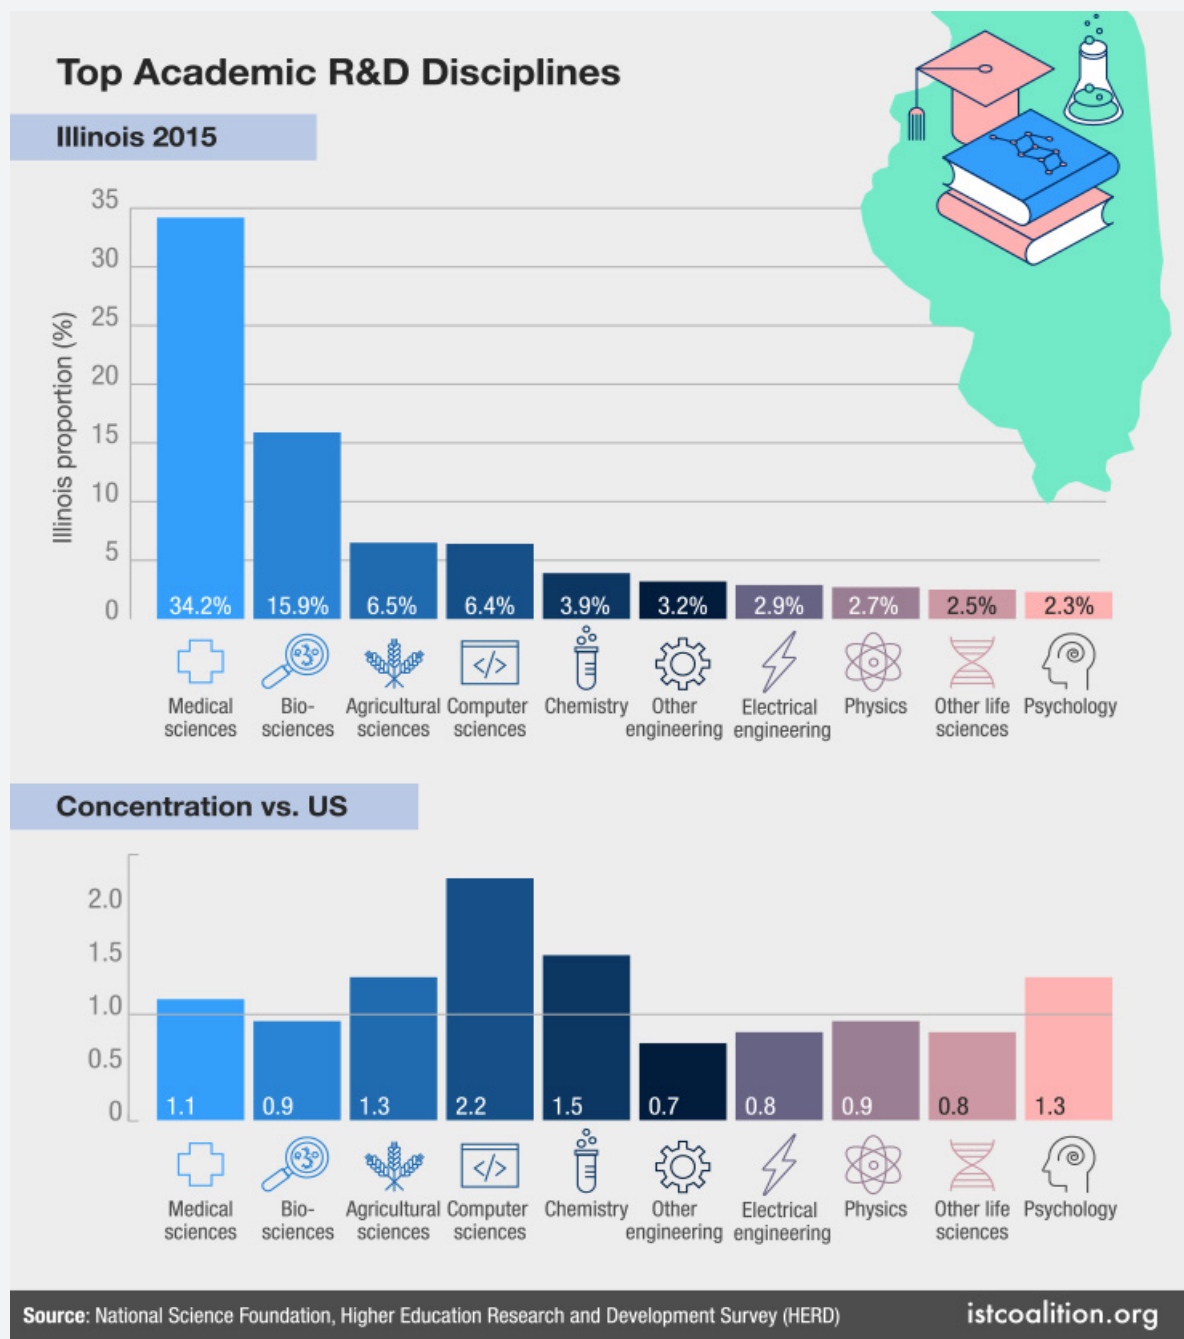 Top Academic R&D Disciplines
Illinois 2015
Illinois proportion (%)
35
30
25
20
15
10
5
0
34.2% 15.9% 6.5% 6.4% 3.9% 3.2% 2.9% 2.7% 2.5% 2.3%
</>
Medical Bio- Agricultural Computer Chemistry Other Electrical Physics Other life Psychology
sciences sciences sciences sciences engineering engineering sciences
Concentration vs. US
2.0
1.5
1.0
0.5
0
1.1 0.9 1.3 2.2 1.5 0.7 0.8 0.9 0.8 1.3
</>
Medical Bio- Agricultural Computer Chemistry Other Electrical Physics Other life Psychology
sciences sciences sciences sciences engineering engineering sciences
Source: National Science Foundation, Higher Education Research and Development Survey (HERD)
istcoalition.org